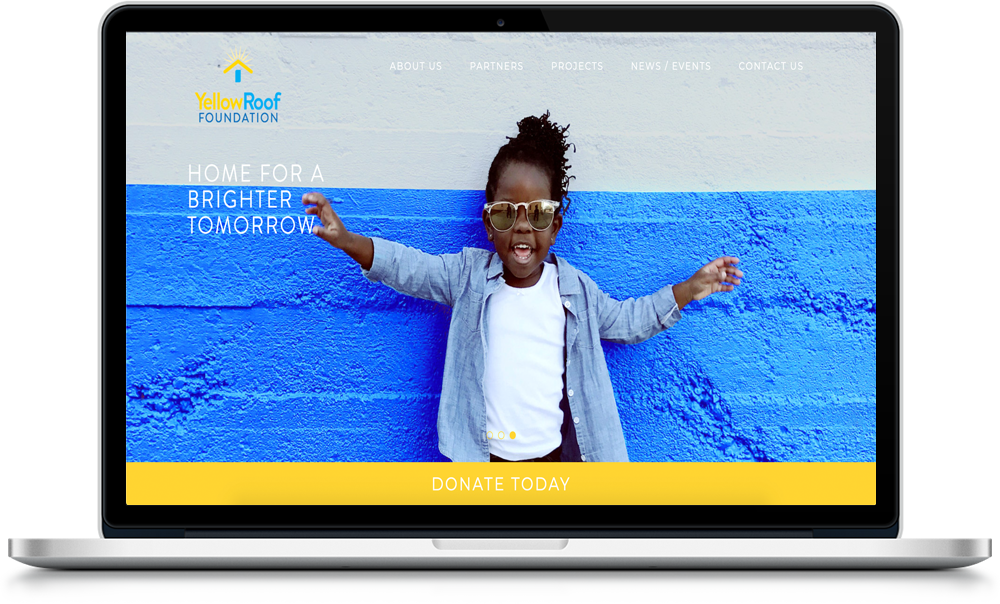 YellowRoof
FOUNDATION
ABOUT US
PARTNERS
PROJECTS
NEWS / EVENTS
CONTACT US
HOME FOR A
BRIGHTER
TOMORROW
DONATE TODAY